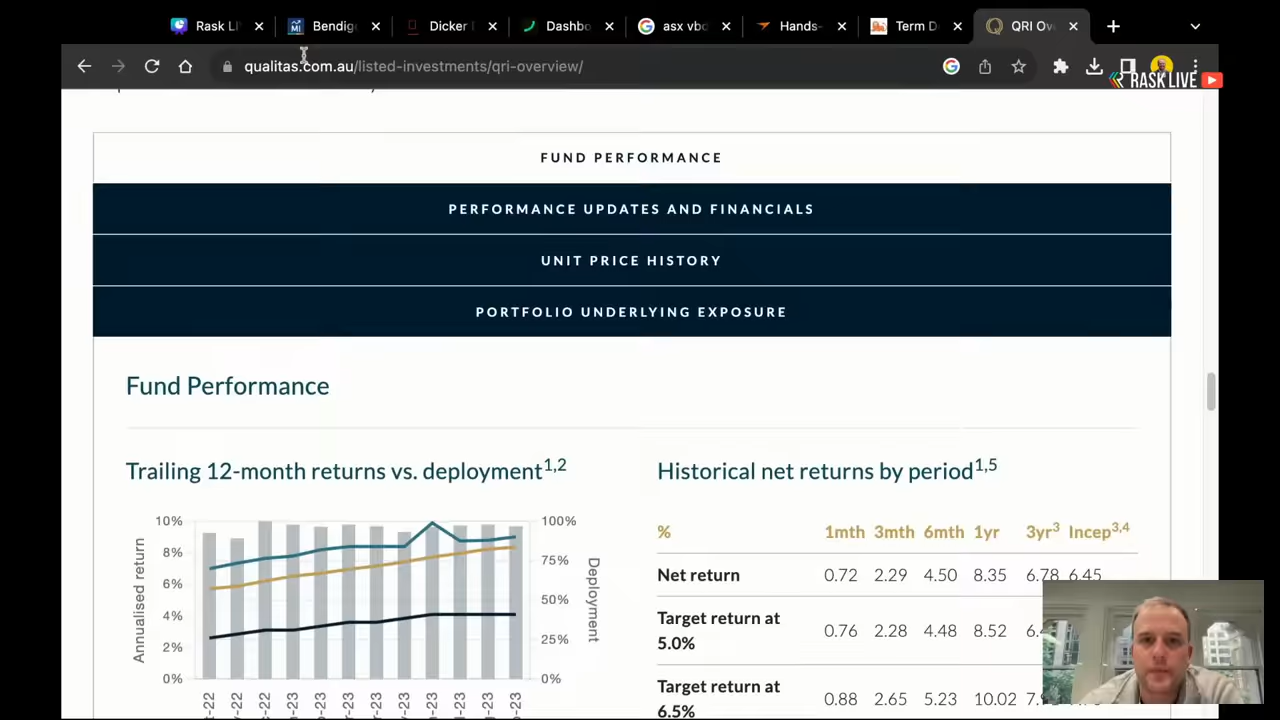 Rask LI
Bendig
Dicker
Dashbo
asx vbd
Hands-
Term D
QRI Ov
qualitas.com.au/listed-investments/qri-overview/
RASK LIVE
FUND PERFORMANCE
PERFORMANCE UPDATES AND FINANCIALS
UNIT PRICE HISTORY
PORTFOLIO UNDERLYING EXPOSURE
Fund Performance
Trailing 12-month returns vs. deployment1,2
10%
8%
6%
4%
2%
0%
Annualised return
100%
75%
50%
25%
0%
Deployment
Historical net returns by period1,5
% 1mth 3mth 6mth 1yr 3yr3 Incep3,4
Net return 0.72 2.29 4.50 8.35 6.78 6.45
Target return at
5.0% 0.76 2.28 4.48 8.52
Target return at
6.5% 0.88 2.65 5.23 10.02